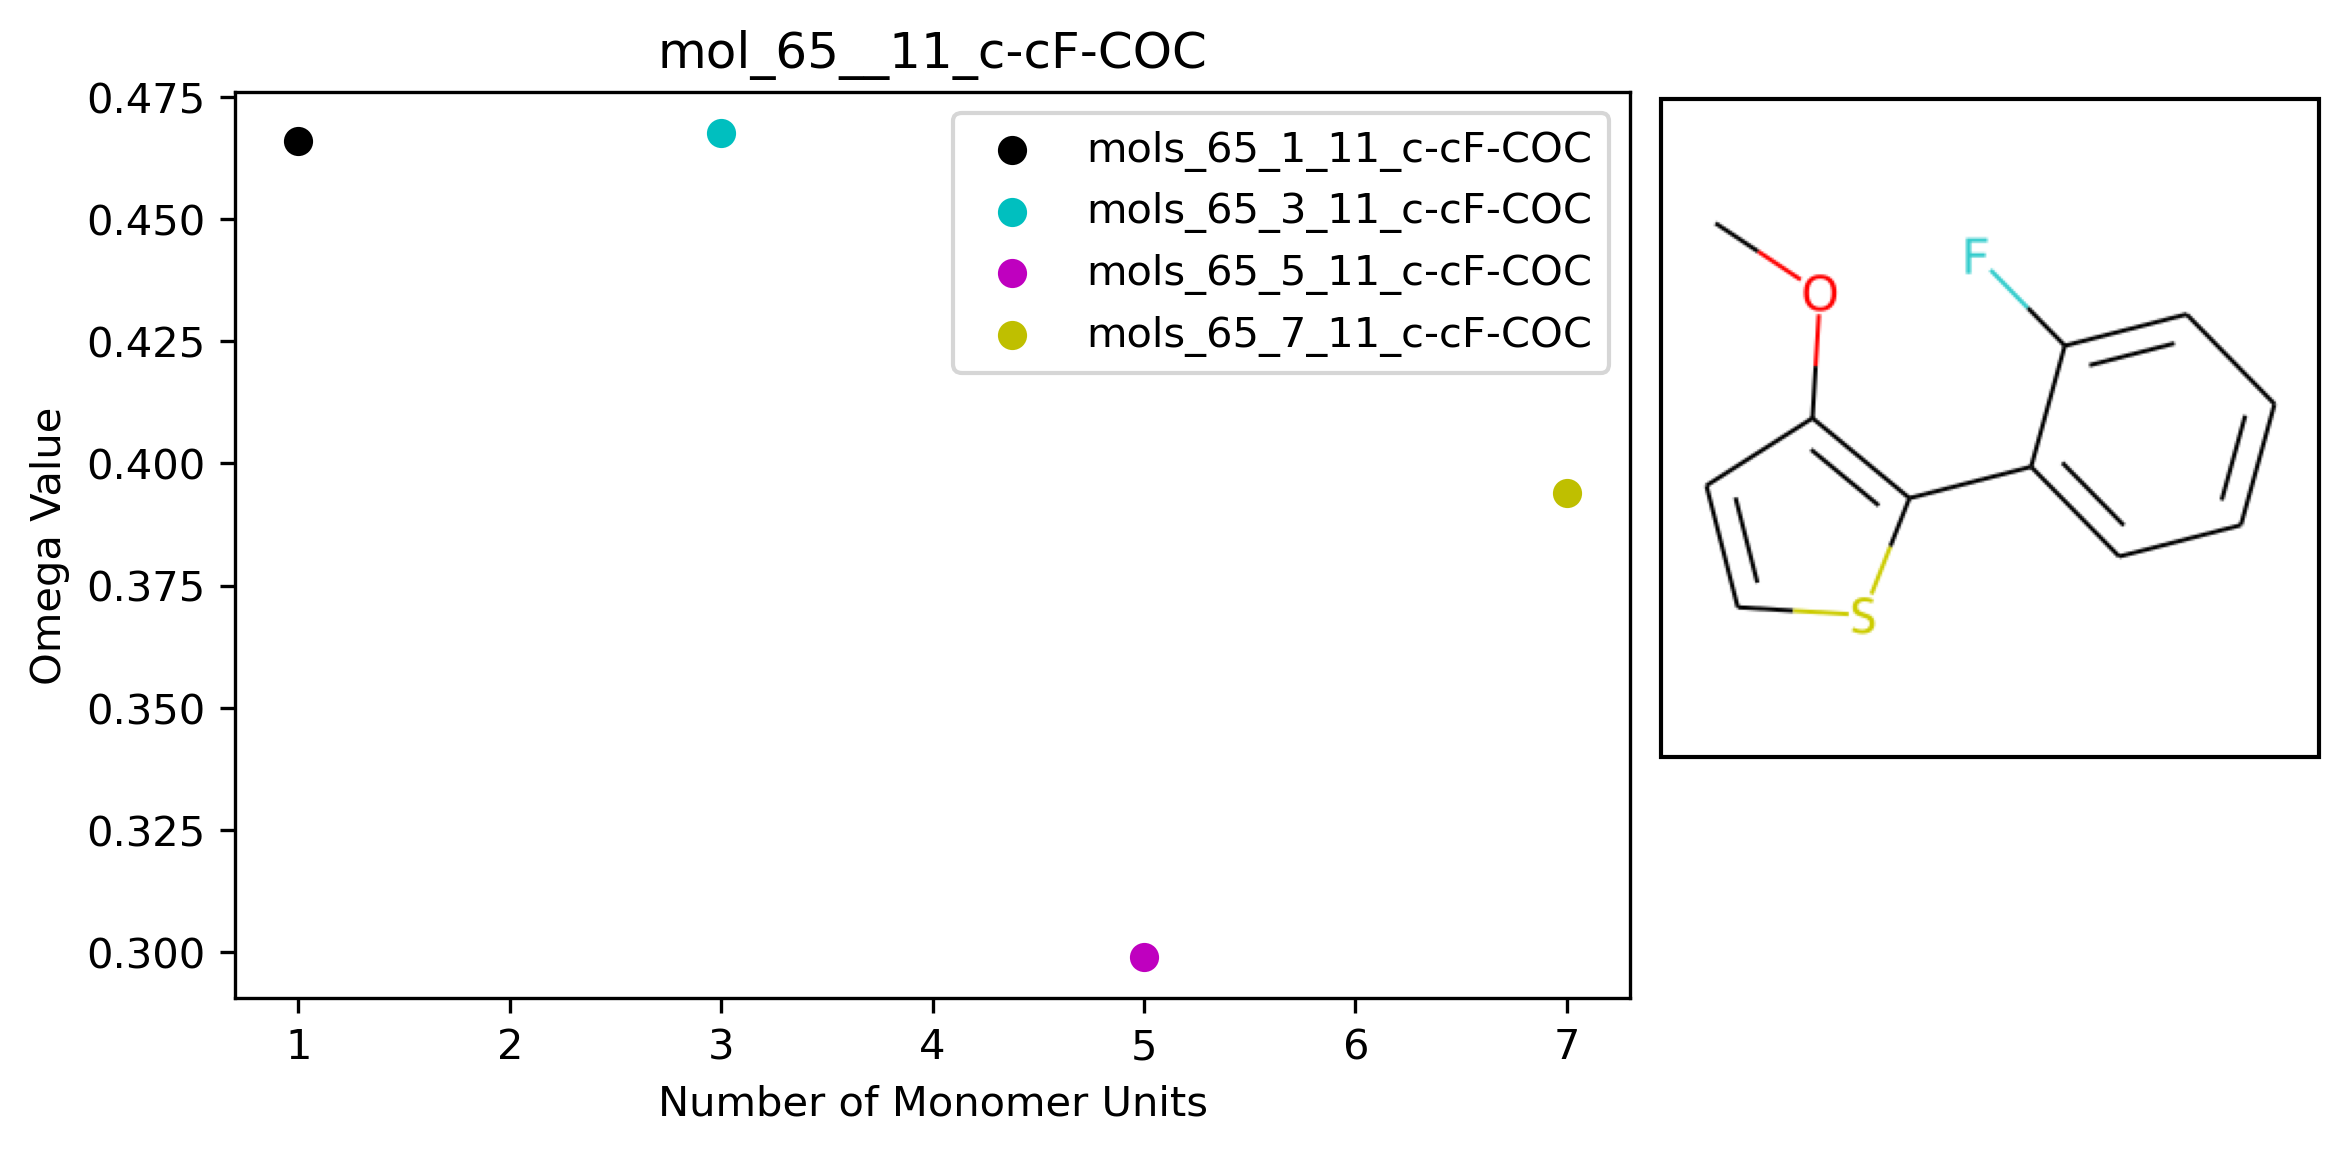 mol_65__11_c-cF-COC
0.475
0.450
0.425
0.400
0.375
0.350
0.325
0.300
Omega Value
mols_65_1_11_c-cF-COC
mols_65_3_11_c-cF-COC
mols_65_5_11_c-cF-COC
mols_65_7_11_c-cF-COC
1 2 3 4 5 6 7
Number of Monomer Units
F
O
S